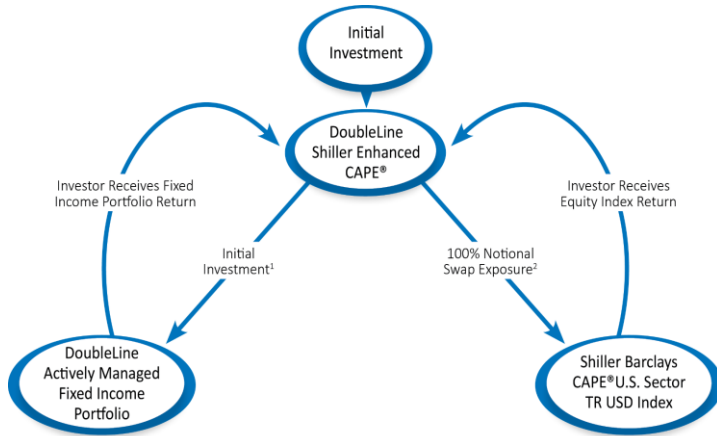 Initial
Investment
DoubleLine
Shiller Enhanced
CAPE®
Investor Receives Fixed
Income Portfolio Return
Investor Receives
Equity Index Return
Initial
Investment¹
100% Notional
Swap Exposure²
DoubleLine
Actively Managed
Fixed Income
Portfolio
Shiller Barclays
CAPE®U.S. Sector
TR USD Index